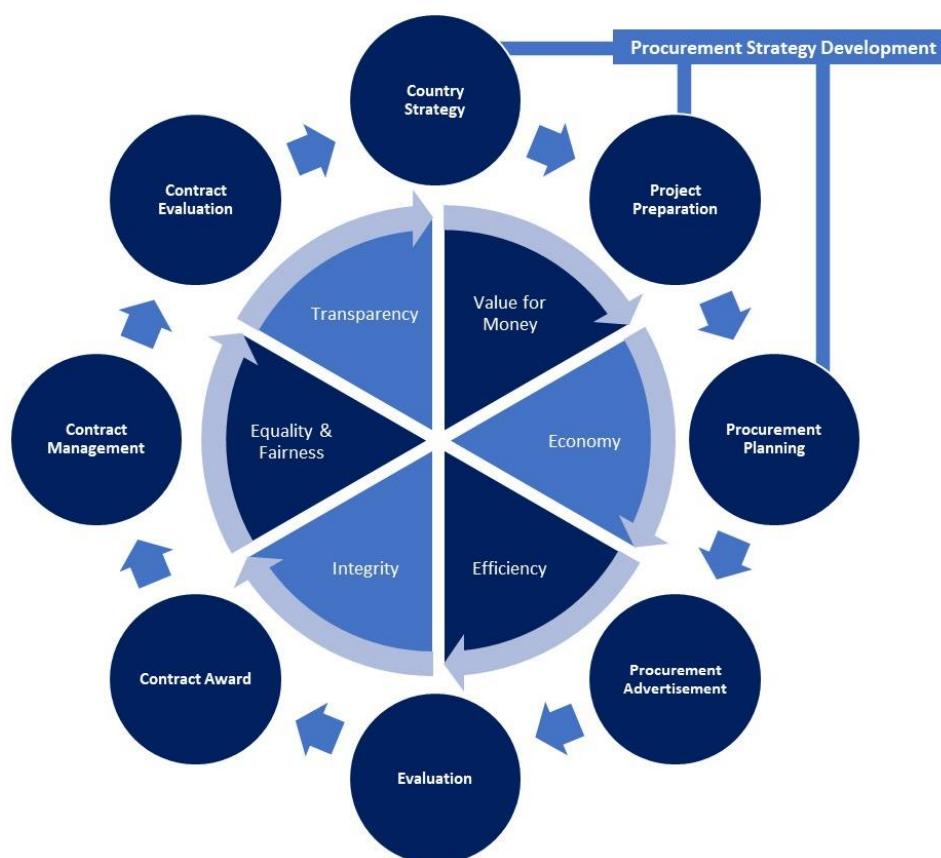 Procurement Strategy Development
Country
Strategy
Project
Preparation
Procurement
Planning
Procurement
Advertisement
Evaluation
Contract Award
Contract
Management
Contract
Evaluation
Value for
Money
Economy
Efficiency
Integrity
Equality &
Fairness
Transparency